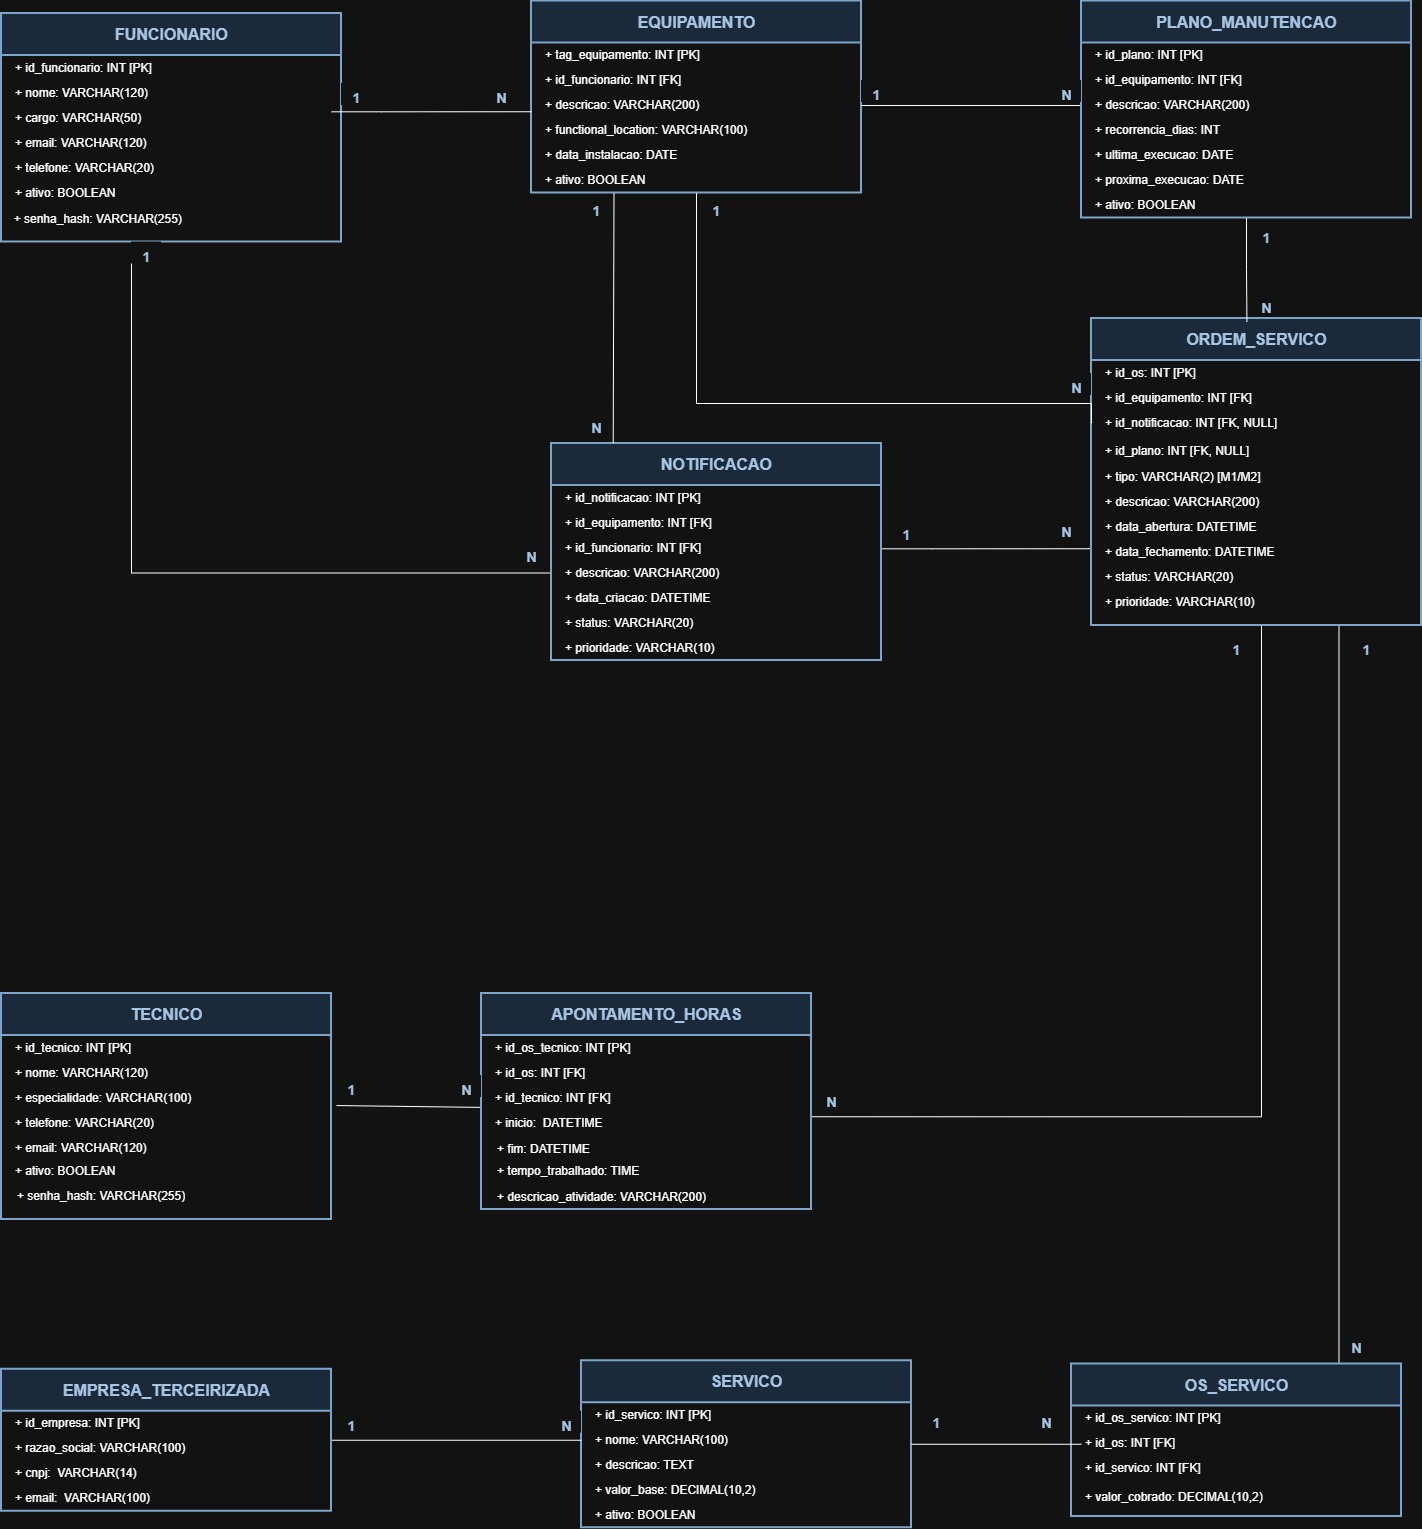 FUNCIONARIO
+ id_funcionario: INT [PK]
+ nome: VARCHAR(120)
+ cargo: VARCHAR(50)
+ email: VARCHAR(120)
+ telefone: VARCHAR(20)
+ ativo: BOOLEAN
+ senha_hash: VARCHAR(255)
1
N
1
EQUIPAMENTO
+ tag_equipamento: INT [PK]
+ id_funcionario: INT [FK]
+ descricao: VARCHAR(200)
+ functional_location: VARCHAR(100)
+ data_instalacao: DATE
+ ativo: BOOLEAN
1
N
1
1
PLANO_MANUTENCAO
+ id_plano: INT [PK]
+ id_equipamento: INT [FK]
+ descricao: VARCHAR(200)
+ recorrencia_dias: INT
+ ultima_execucao: DATE
+ proxima_execucao: DATE
+ ativo: BOOLEAN
1
N
ORDEM_SERVICO
+ id_os: INT [PK]
+ id_equipamento: INT [FK]
+ id_notificacao: INT [FK, NULL]
+ id_plano: INT [FK, NULL]
+ tipo: VARCHAR(2) [M1/M2]
+ descricao: VARCHAR(200)
+ data_abertura: DATETIME
+ data_fechamento: DATETIME
+ status: VARCHAR(20)
+ prioridade: VARCHAR(10)
N
N
N
NOTIFICACAO
+ id_notificacao: INT [PK]
+ id_equipamento: INT [FK]
+ id_funcionario: INT [FK]
+ descricao: VARCHAR(200)
+ data_criacao: DATETIME
+ status: VARCHAR(20)
+ prioridade: VARCHAR(10)
1
N
1
1
TECNICO
+ id_tecnico: INT [PK]
+ nome: VARCHAR(120)
+ especialidade: VARCHAR(100)
+ telefone: VARCHAR(20)
+ email: VARCHAR(120)
+ ativo: BOOLEAN
+ senha_hash: VARCHAR(255)
1
N
APONTAMENTO_HORAS
+ id_os_tecnico: INT [PK]
+ id_os: INT [FK]
+ id_tecnico: INT [FK]
+ inicio:  DATETIME
+ fim: DATETIME
+ tempo_trabalhado: TIME
+ descricao_atividade: VARCHAR(200)
N
N
EMPRESA_TERCEIRIZADA
+ id_empresa: INT [PK]
+ razao_social: VARCHAR(100)
+ cnpj:  VARCHAR(14)
+ email:  VARCHAR(100)
1
N
SERVICO
+ id_servico: INT [PK]
+ nome: VARCHAR(100)
+ descricao: TEXT
+ valor_base: DECIMAL(10,2)
+ ativo: BOOLEAN
1
N
OS_SERVICO
+ id_os_servico: INT [PK]
+ id_os: INT [FK]
+ id_servico: INT [FK]
+ valor_cobrado: DECIMAL(10,2)